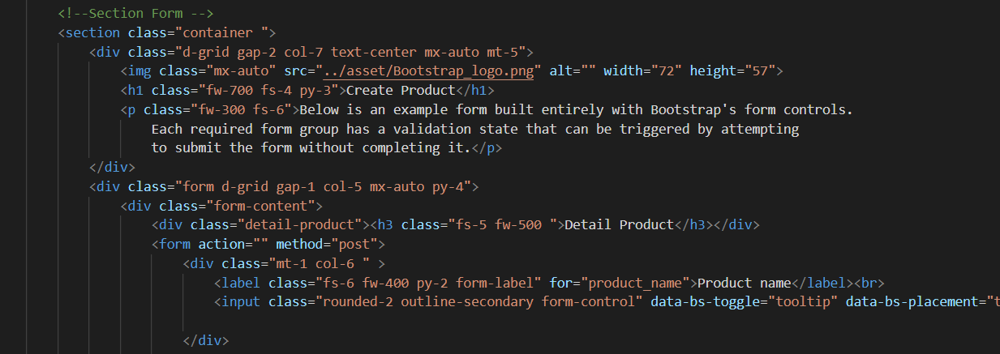 <!--Section Form -->
<section class="container ">
<div class="d-grid gap-2 col-7 text-center mx-auto mt-5">
<img class="mx-auto" src="../asset/Bootstrap_logo.png" alt="" width="72" height="57">
<h1 class="fw-700 fs-4 py-3">Create Product</h1>
<p class="fw-300 fs-6">Below is an example form built entirely with Bootstrap's form controls.
Each required form group has a validation state that can be triggered by attempting
to submit the form without completing it.</p>
</div>
<div class="form d-grid gap-1 col-5 mx-auto py-4">
<div class="form-content">
<div class="detail-product"><h3 class="fs-5 fw-500 ">Detail Product</h3></div>
<form action="" method="post">
<div class="mt-1 col-6 " >
<label class="fs-6 fw-400 py-2 form-label" for="product_name">Product name</label><br>
<input class="rounded-2 outline-secondary form-control" data-bs-toggle="tooltip" data-bs-placement="t
</div>